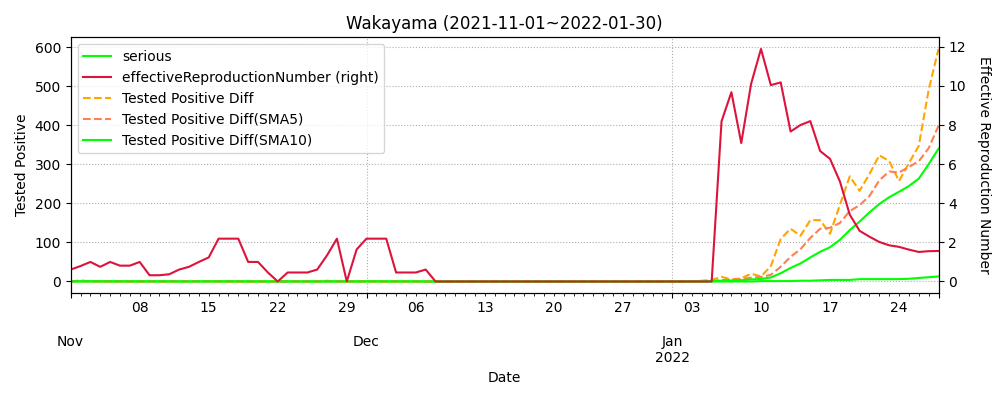 Wakayama (2021-11-01~2022-01-30)
serious
effectiveReproductionNumber (right)
Tested Positive Diff
Tested Positive Diff(SMA5)
Tested Positive Diff(SMA10)
Tested Positive
600
500
400
300
200
100
0
12
10
8
6
4
2
0
Effective Reproduction Number
08 15 22 29 06 13 20 27 03 10 17 24
Nov Dec Jan
2022
Date